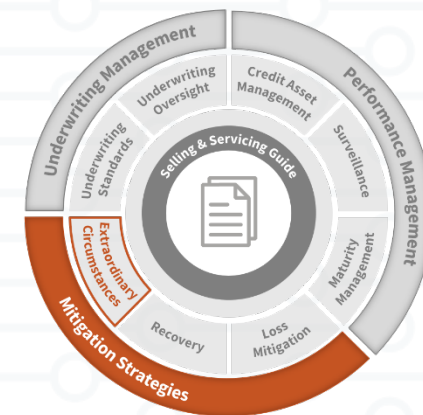 Underwriting Management
Performance Management
Mitigation Strategies
Underwriting
Standards
Underwriting
Oversight
Credit Asset
Management
Surveillance
Maturity
Management
Loss
Mitigation
Recovery
Extraordinary
Circumstances
Selling & Servicing Guide